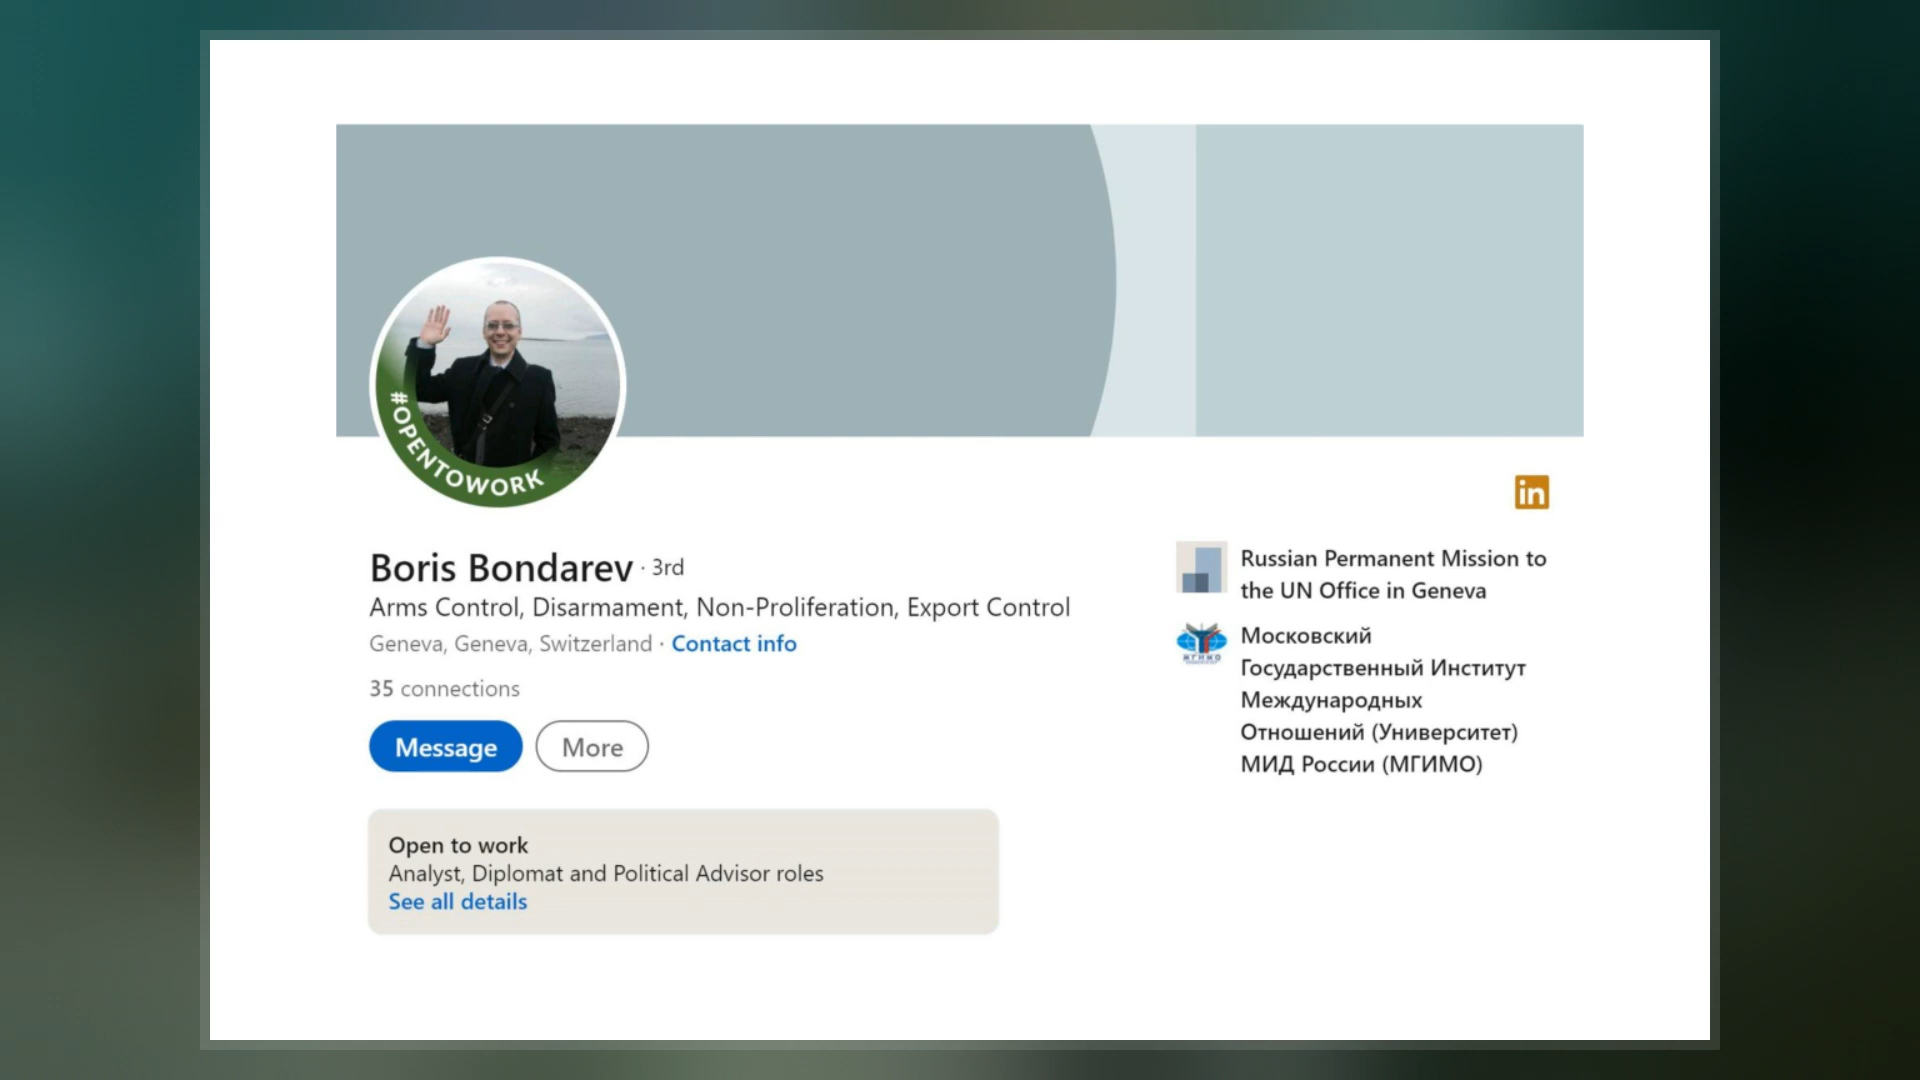 #OPENTOWORK
in
Boris Bondarev · 3rd
Arms Control, Disarmament, Non-Proliferation, Export Control
Geneva, Geneva, Switzerland · Contact info
35 connections
Message
More
Open to work
Analyst, Diplomat and Political Advisor roles
See all details
Russian Permanent Mission to
the UN Office in Geneva
МГИМО
Московский
Государственный Институт
Международных
Отношений (Университет)
МИД России (МГИМО)